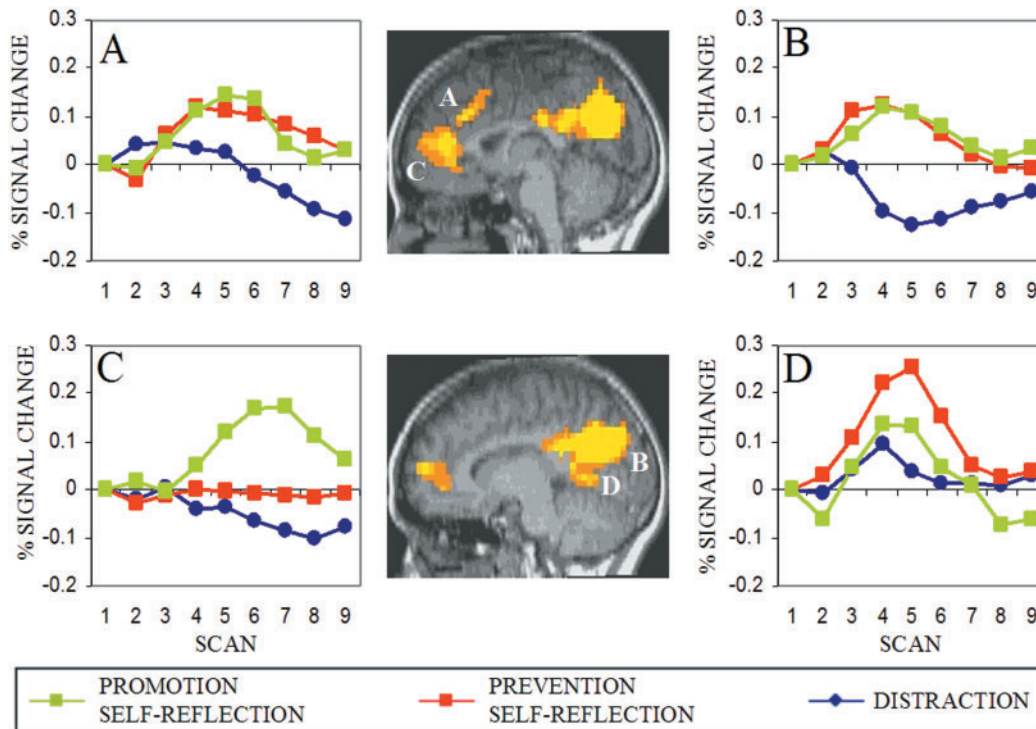 A
% SIGNAL CHANGE
0.3
0.2
0.1
0
-0.1
-0.2
1 2 3 4 5 6 7 8 9
A
C
B
% SIGNAL CHANGE
0.3
0.2
0.1
0
-0.1
-0.2
1 2 3 4 5 6 7 8 9
C
% SIGNAL CHANGE
0.3
0.2
0.1
0
-0.1
-0.2
1 2 3 4 5 6 7 8 9
SCAN
B
D
D
% SIGNAL CHANGE
0.3
0.2
0.1
0
-0.1
-0.2
1 2 3 4 5 6 7 8 9
SCAN
PROMOTION
SELF-REFLECTION
PREVENTION
SELF-REFLECTION
DISTRACTION